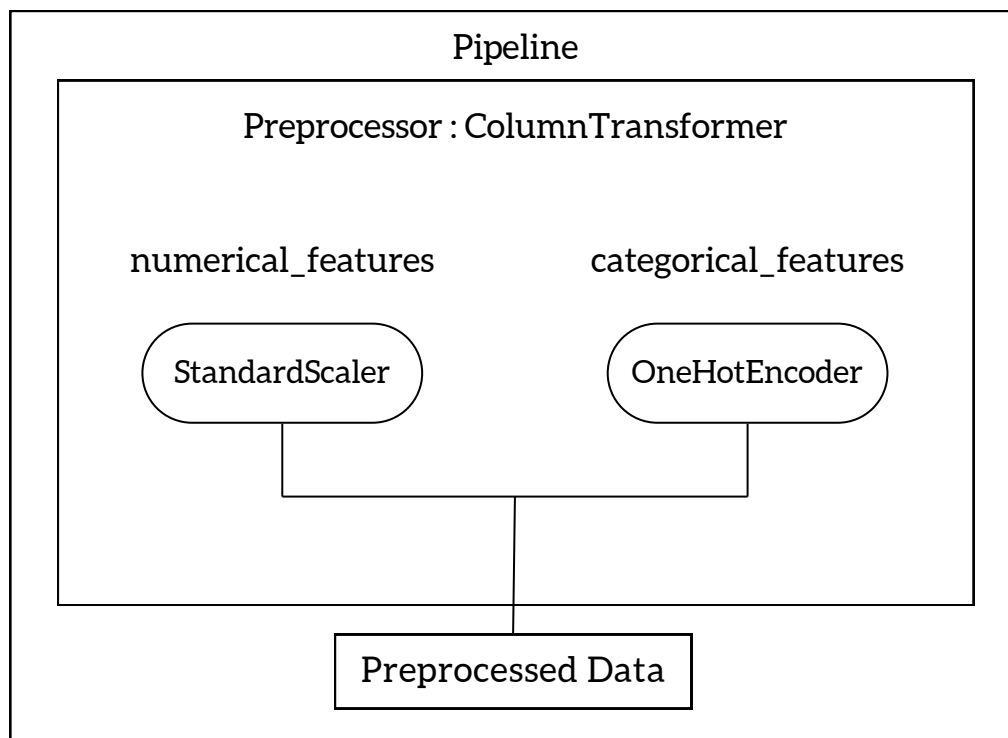 Pipeline
Preprocessor : ColumnTransformer
numerical_features
categorical_features
StandardScaler
OneHotEncoder
Preprocessed Data